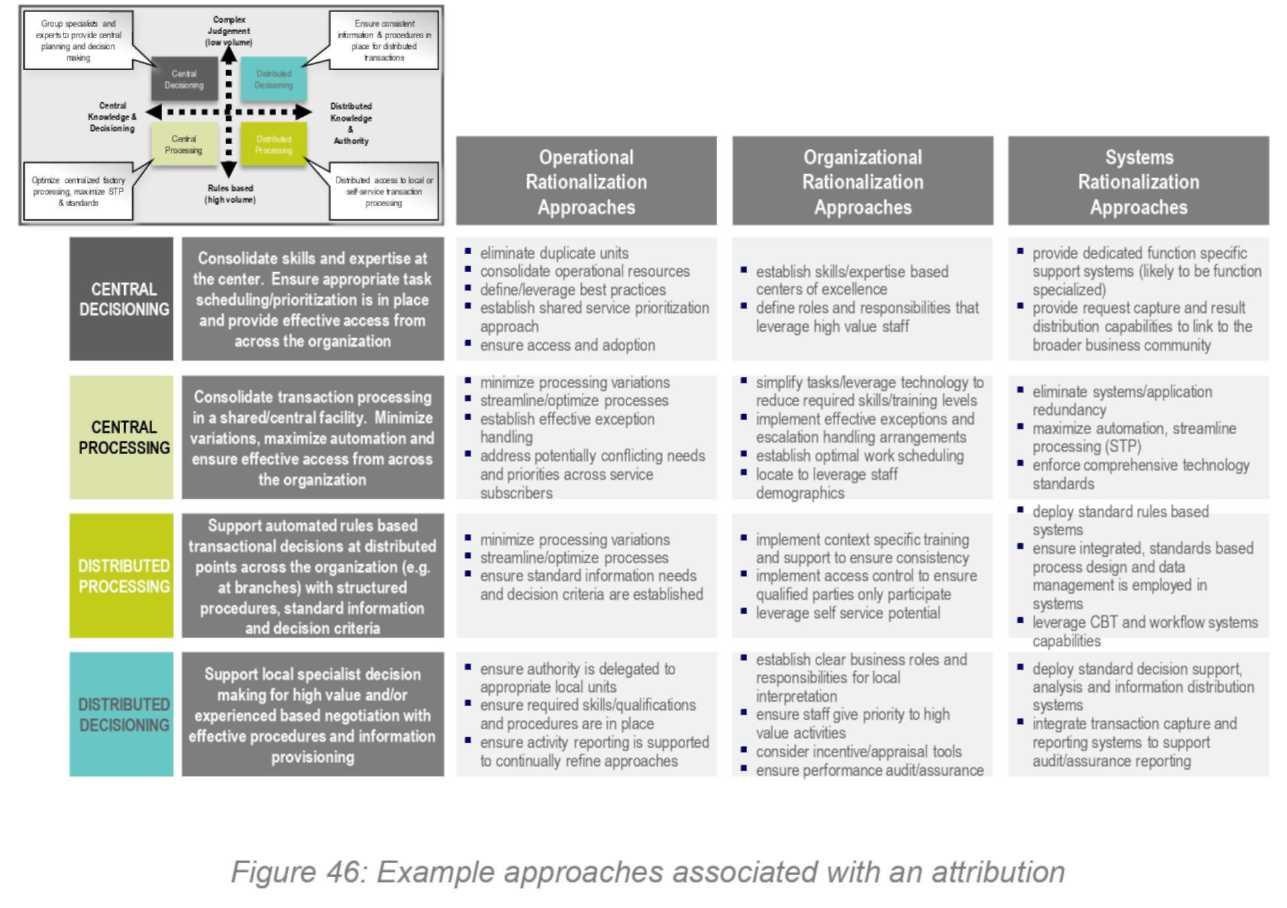 Group specialists and
experts to provide central
planning and decision
making
Complex
Judgement
(low volume)
Ensure consistent
information & procedures in
place for distributed
transactions
Central
Decisioning
Distributed
Decisioning
Central
Knowledge &
Decisioning
Distributed
Knowledge
&
Authority
Central
Processing
Distributed
Processing
Optimize centralized factory
processing, maximize STP
& standards
Rules based
(high volume)
Distributed access to local or
self-service transaction
processing
Operational
Rationalization
Approaches
Organizational
Rationalization
Approaches
Systems
Rationalization
Approaches
CENTRAL
DECISIONING
Consolidate skills and expertise at
the center. Ensure appropriate task
scheduling/prioritization is in place
and provide effective access from
across the organization
▪ eliminate duplicate units
▪ consolidate operational resources
▪ define/leverage best practices
▪ establish shared service prioritization
approach
▪ ensure access and adoption
▪ establish skills/expertise based
centers of excellence
▪ define roles and responsibilities that
leverage high value staff
▪ provide dedicated function specific
support systems (likely to be function
specialized)
▪ provide request capture and result
distribution capabilities to link to the
broader business community
CENTRAL
PROCESSING
Consolidate transaction processing
in a shared/central facility. Minimize
variations, maximize automation and
ensure effective access from across
the organization
▪ minimize processing variations
▪ streamline/optimize processes
▪ establish effective exception
handling
▪ address potentially conflicting needs
and priorities across service
subscribers
▪ simplify tasks/leverage technology to
reduce required skills/training levels
▪ implement effective exceptions and
escalation handling arrangements
▪ establish optimal work scheduling
▪ locate to leverage staff
demographics
▪ eliminate systems/application
redundancy
▪ maximize automation, streamline
processing (STP)
▪ enforce comprehensive technology
standards
DISTRIBUTED
PROCESSING
Support automated rules based
transactional decisions at distributed
points across the organization (e.g.
at branches) with structured
procedures, standard information
and decision criteria
▪ minimize processing variations
▪ streamline/optimize processes
▪ ensure standard information needs
and decision criteria are established
▪ implement context specific training
and support to ensure consistency
▪ implement access control to ensure
qualified parties only participate
▪ leverage self service potential
▪ deploy standard rules based
systems
▪ ensure integrated, standards based
process design and data
management is employed in
systems
▪ leverage CBT and workflow systems
capabilities
DISTRIBUTED
DECISIONING
Support local specialist decision
making for high value and/or
experienced based negotiation with
effective procedures and information
provisioning
▪ ensure authority is delegated to
appropriate local units
▪ ensure required skills/qualifications
and procedures are in place
▪ ensure activity reporting is supported
to continually refine approaches
▪ establish clear business roles and
responsibilities for local
interpretation
▪ ensure staff give priority to high
value activities
▪ consider incentive/appraisal tools
▪ ensure performance audit/assurance
▪ deploy standard decision support,
analysis and information distribution
systems
▪ integrate transaction capture and
reporting systems to support
audit/assurance reporting
Figure 46: Example approaches associated with an attribution